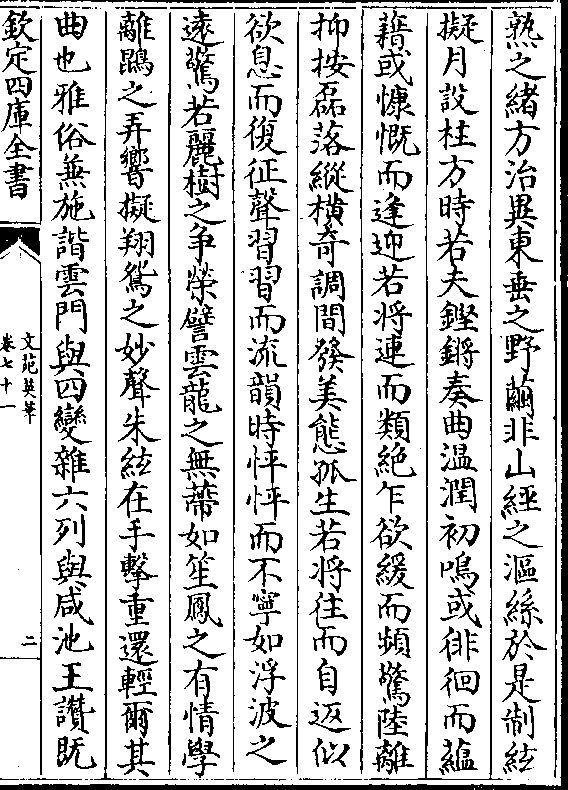 熟之緒方治異東垂之野繭非山經之漚絲於是制絃
擬月設柱方時若夫鏗鏘奏曲温潤初鳴或徘徊而蘊
藉或慷慨而逢迎若將連而類絶乍欲緩而頻驚陸離
抑按磊落縱横奇調間發美態孤生若將往而自返似
欲息而復征聲習習而流韻時怦怦而不寧如浮波之
遠驚若麗樹之争榮譬雲龍之無蔕如笙鳳之有情學
離鵾之弄響擬翔鴛之妙聲朱絃在手擊重還輕爾其
曲也雅俗無施諧雲門與四變雜六列與咸池王讚既
欽定四庫全書
文苑英華
卷七十一
二